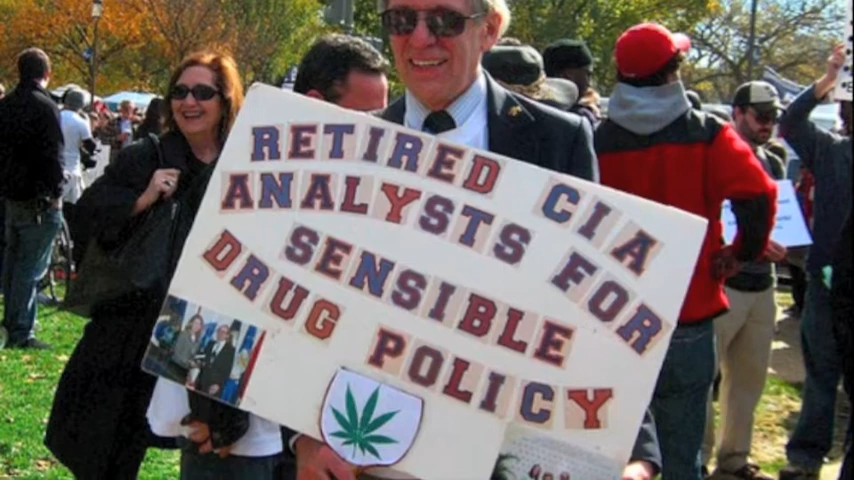 RETIRED CIA
ANALYSTS FOR
SENSIBLE
DRUG POLICY